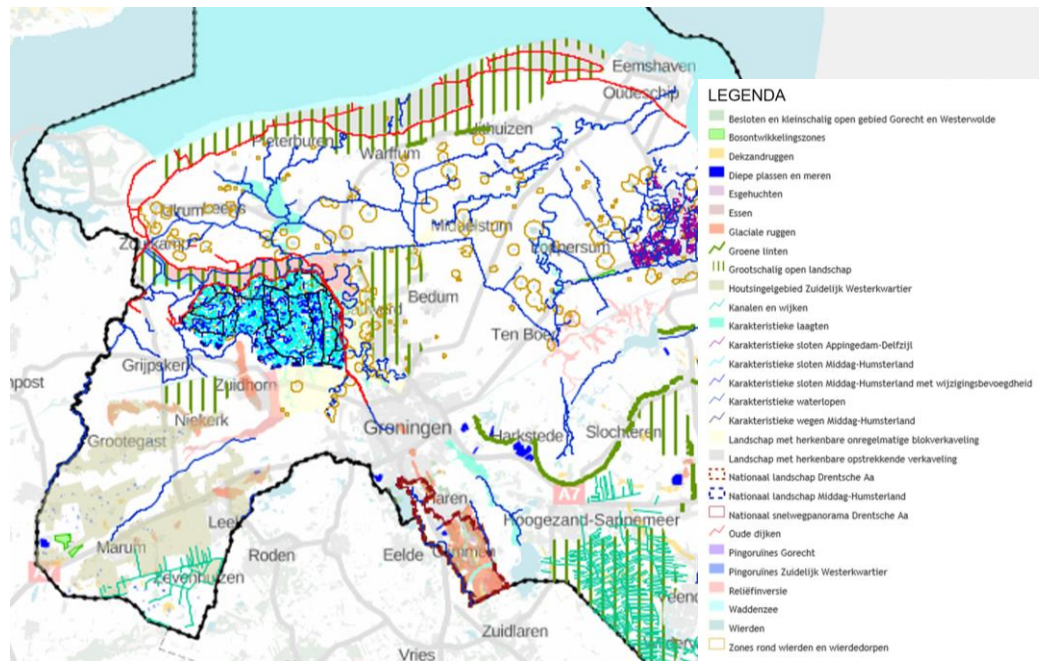 Eemshaven
Oudeschip
Pieterburen
Warffum
Middelstum
Zoutkamp
Loppersum
Bedum
Ten Boer
Grijpskerk
Zuidhorn
Niekerk
Grootegast
Groningen
Harkstede
Slochteren
A7
Hoogezand-Sappemeer
Leek
Marum
Roden
Eelde
Zevenhuizen
Zuidlaren
Vries
LEGENDA
Besloten en kleinschalig open gebied Gorecht en Westerwolde
Bosontwikkelingszones
Dekzandruggen
Diepe plassen en meren
Esgehuchten
Essen
Glaciale ruggen
Groene linten
Grootschalig open landschap
Houtsingelgebied Zuidelijk Westerkwartier
Kanalen en wijken
Karakteristieke laagten
Karakteristieke sloten Appingedam-Delfzijl
Karakteristieke sloten Middag-Humsterland
Karakteristieke sloten Middag-Humsterland met wijzigingsbevoegdheid
Karakteristieke waterlopen
Karakteristieke wegen Middag-Humsterland
Landschap met herkenbare onregelmatige blokverkaveling
Landschap met herkenbare opstrekkende verkaveling
Nationaal landschap Drentsche Aa
Nationaal landschap Middag-Humsterland
Nationaal snelwegpanorama Drentsche Aa
Oude dijken
Pingoruïnes Gorecht
Pingoruïnes Zuidelijk Westerkwartier
Reliëfinversie
Waddenzee
Wierden
Zones rond wierden en wierdedorpen